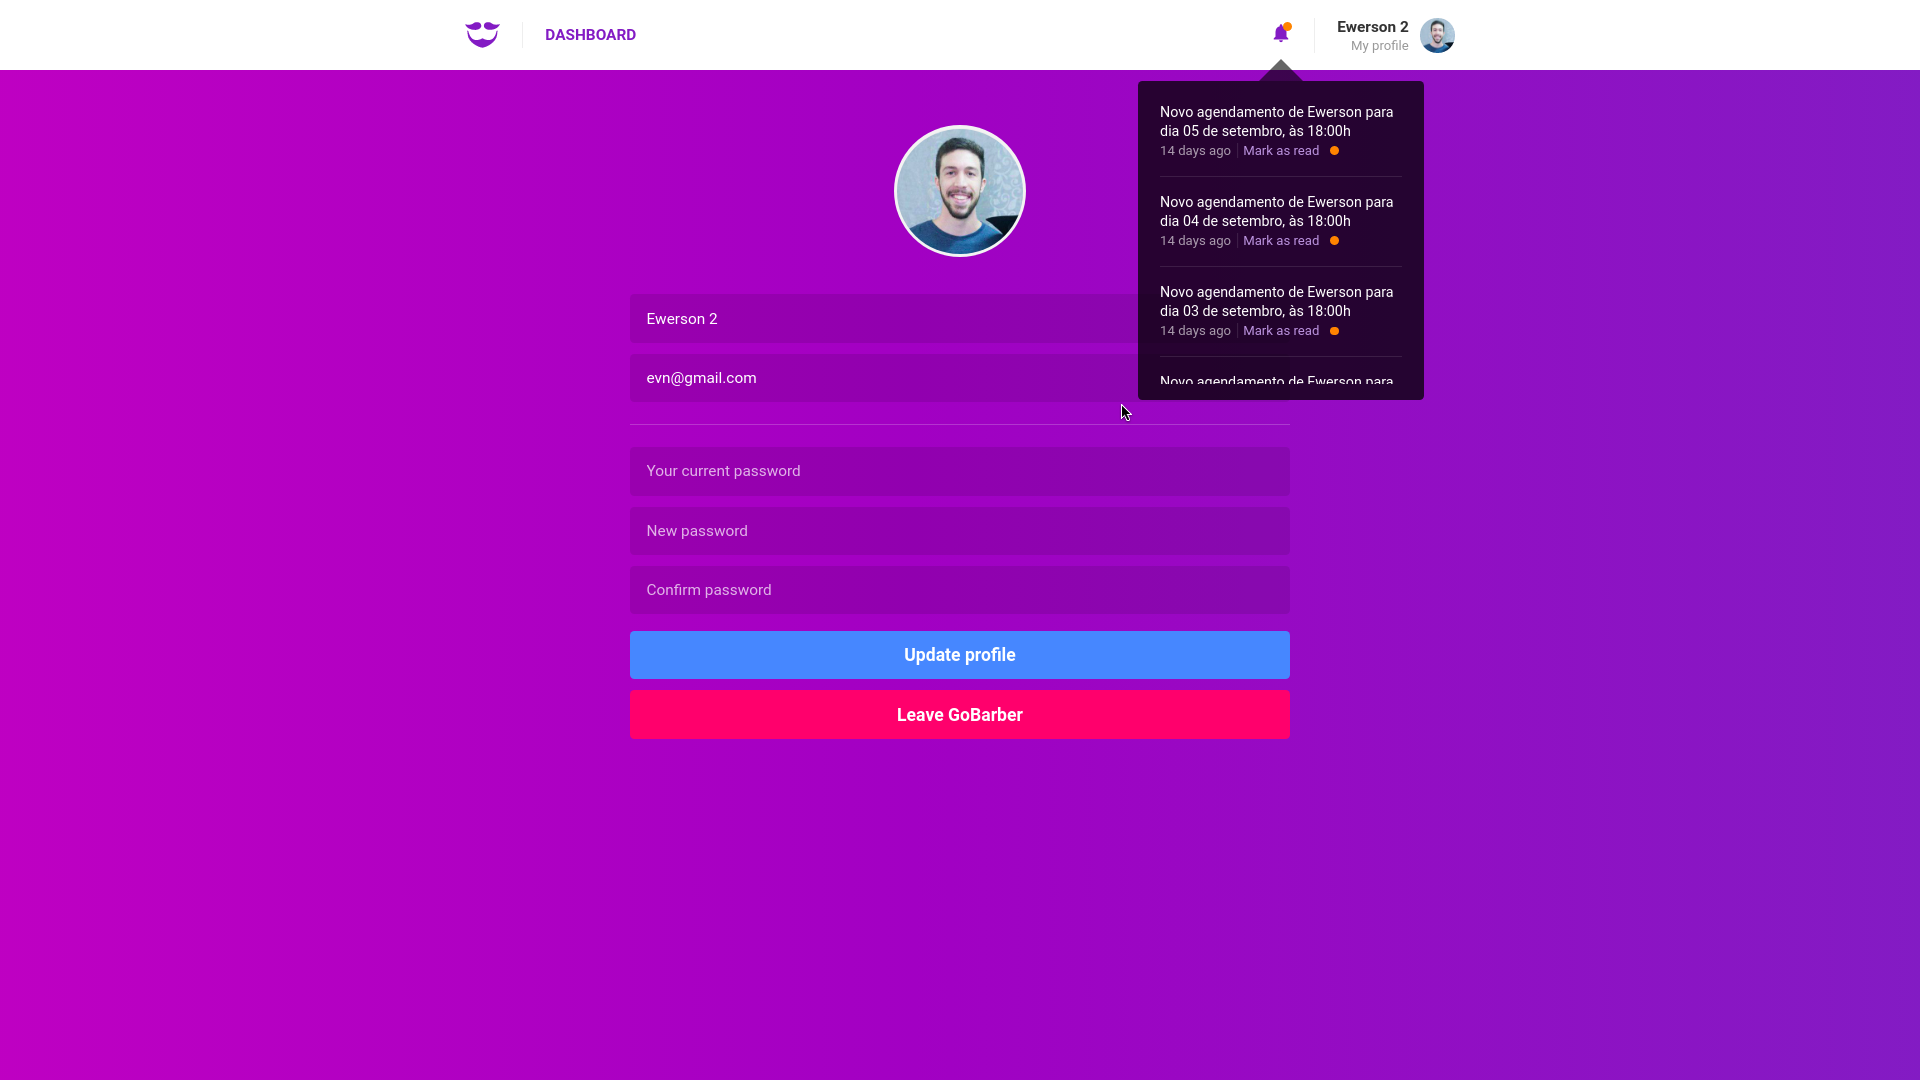 DASHBOARD
Ewerson 2
My profile
Novo agendamento de Ewerson para
dia 05 de setembro, às 18:00h
14 days ago Mark as read
Novo agendamento de Ewerson para
dia 04 de setembro, às 18:00h
14 days ago Mark as read
Novo agendamento de Ewerson para
dia 03 de setembro, às 18:00h
14 days ago Mark as read
Novo agendamento de Ewerson para
Ewerson 2
evn@gmail.com
Your current password
New password
Confirm password
Update profile
Leave GoBarber